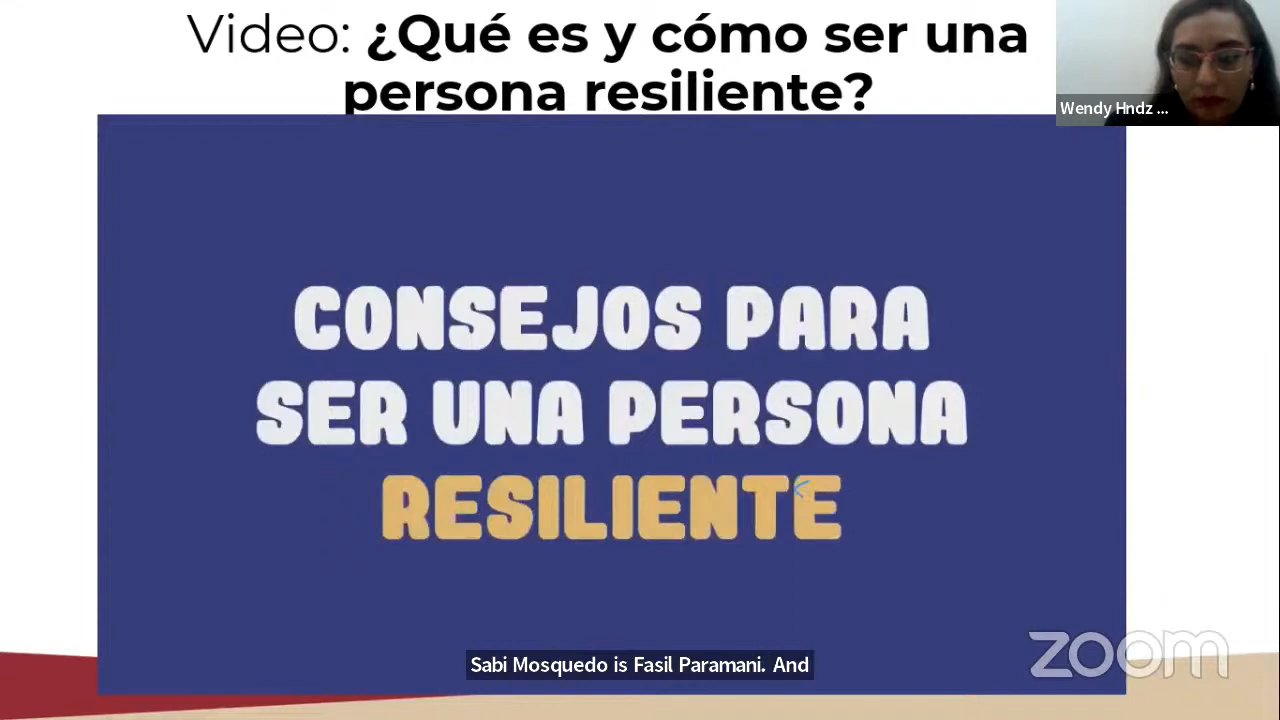 Video: ¿Qué es y cómo ser una
persona resiliente?
Wendy Hndz ...
CONSEJOS PARA
SER UNA PERSONA
RESILIENTE
Sabi Mosquedo is Fasil Paramani. And
zoom